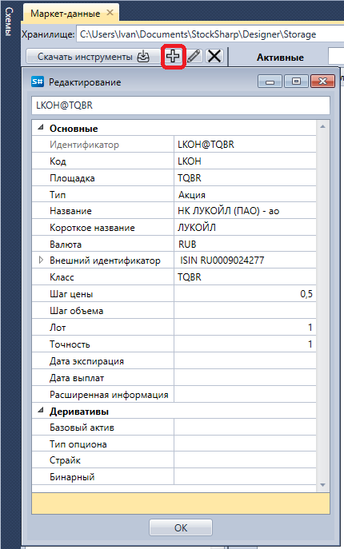 Схемы
Маркет-данные ×
Хранилище: C:\Users\Ivan\Documents\StockSharp\Designer\Storage
Скачать инструменты Активные
S# Редактирование
LKOH@TQBR
Основные
Идентификатор LKOH@TQBR
Код LKOH
Площадка TQBR
Тип Акция
Название НК ЛУКОЙЛ (ПАО) - ао
Короткое название ЛУКОЙЛ
Валюта RUB
Внешний идентификатор ISIN RU0009024277
Класс TQBR
Шаг цены 0,5
Шаг объема
Лот 1
Точность 1
Дата экспирация
Дата выплат
Расширенная информация
Деривативы
Базовый актив
Тип опциона
Страйк
Бинарный
OK